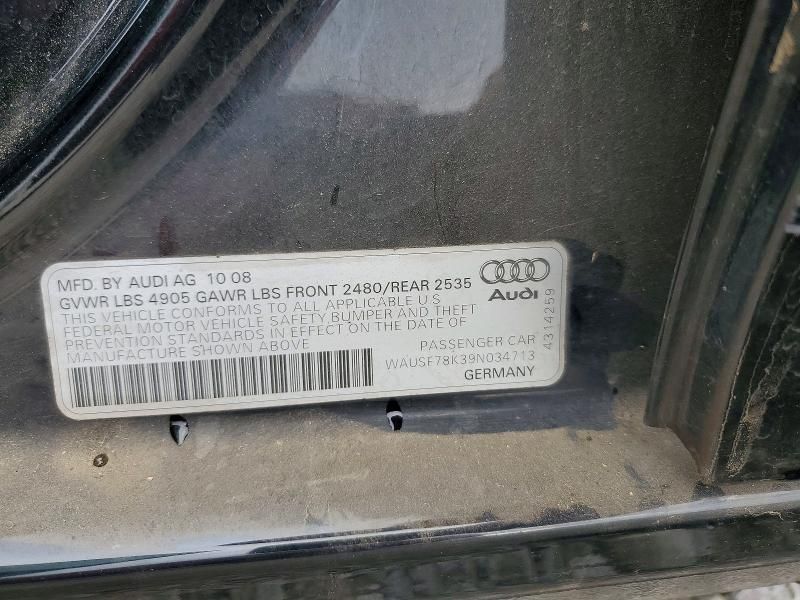 MFD. BY AUDI AG 10 08
GVWR LBS 4905 GAWR LBS FRONT 2480/REAR 2535
THIS VEHICLE CONFORMS TO ALL APPLICABLE U S
FEDERAL MOTOR VEHICLE SAFETY BUMPER AND THEFT
PREVENTION STANDARDS IN EFFECT ON THE DATE OF
MANUFACTURE SHOWN ABOVE
Audi
4314259
PASSENGER CAR
WAUSF78K39N034713
GERMANY